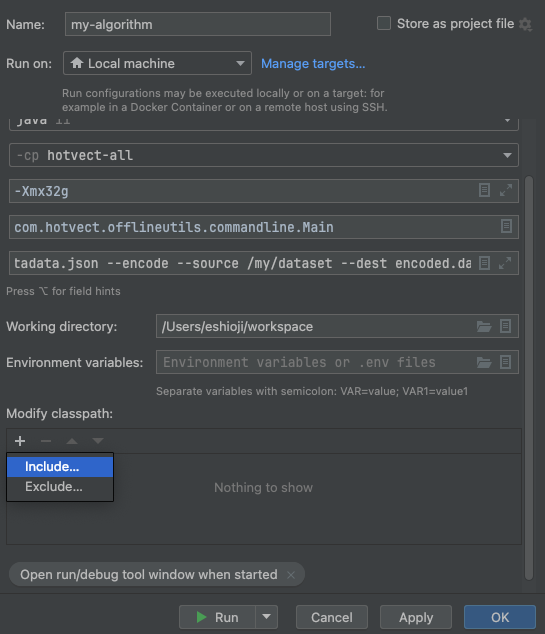 Name:
my-algorithm
Store as project file
Run on:
Local machine
Manage targets...
Run configurations may be executed locally or on a target: for
example in a Docker Container or on a remote host using SSH.
java 11
-cp hotvect-all
-Xmx32g
com.hotvect.offlineutils.commandline.Main
tadata.json --encode --source /my/dataset --dest encoded.da
Press ⌥ for field hints
Working directory:
/Users/eshioji/workspace
Environment variables:
Environment variables or .env files
Separate variables with semicolon: VAR=value; VAR1=value1
Modify classpath:
Include...
Exclude...
Nothing to show
Open run/debug tool window when started
Run
Cancel
Apply
OK